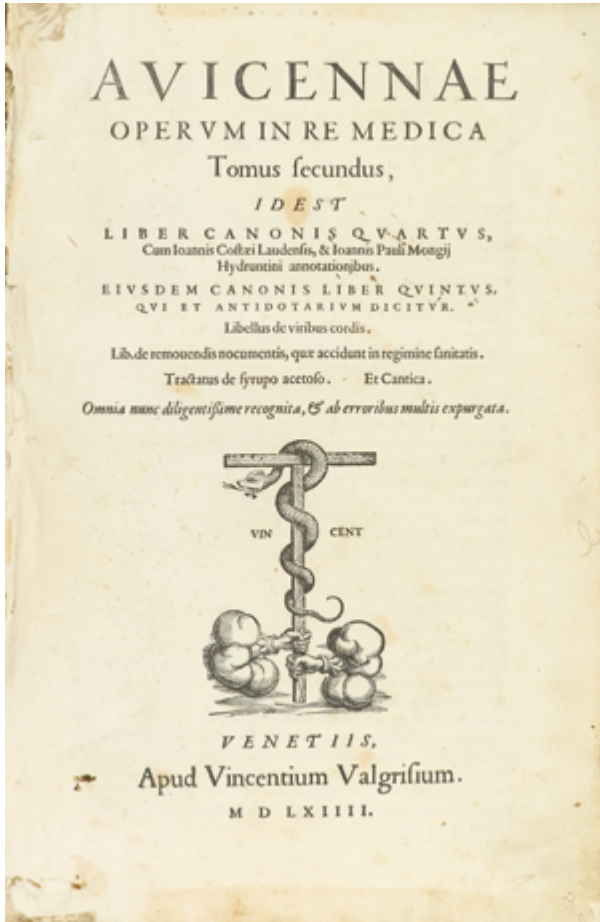 AVICENNAE
OPERVM IN RE MEDICA
Tomus ſecundus,
IDEST
LIBER CANONIS QVARTVS,
Cum Ioannis Coſtæi Laudenſis, & Ioannis Pauli Mongij
Hydruntini annotationibus.
EIVSDEM CANONIS LIBER QVINTVS.
QVI ET ANTIDOTARIVM DICITVR.
Libellus de viribus cordis.
Lib. de remouendis nocumentis, quæ accidunt in regimine ſanitatis.
Tractatus de ſyrupo acetoſo. Et Cantica.
Omnia nunc diligentiſsime recognita, & ab erroribus multis expurgata.
VIN CENT
VENETIIS,
Apud Vincentium Valgriſium.
M D LXIIII.